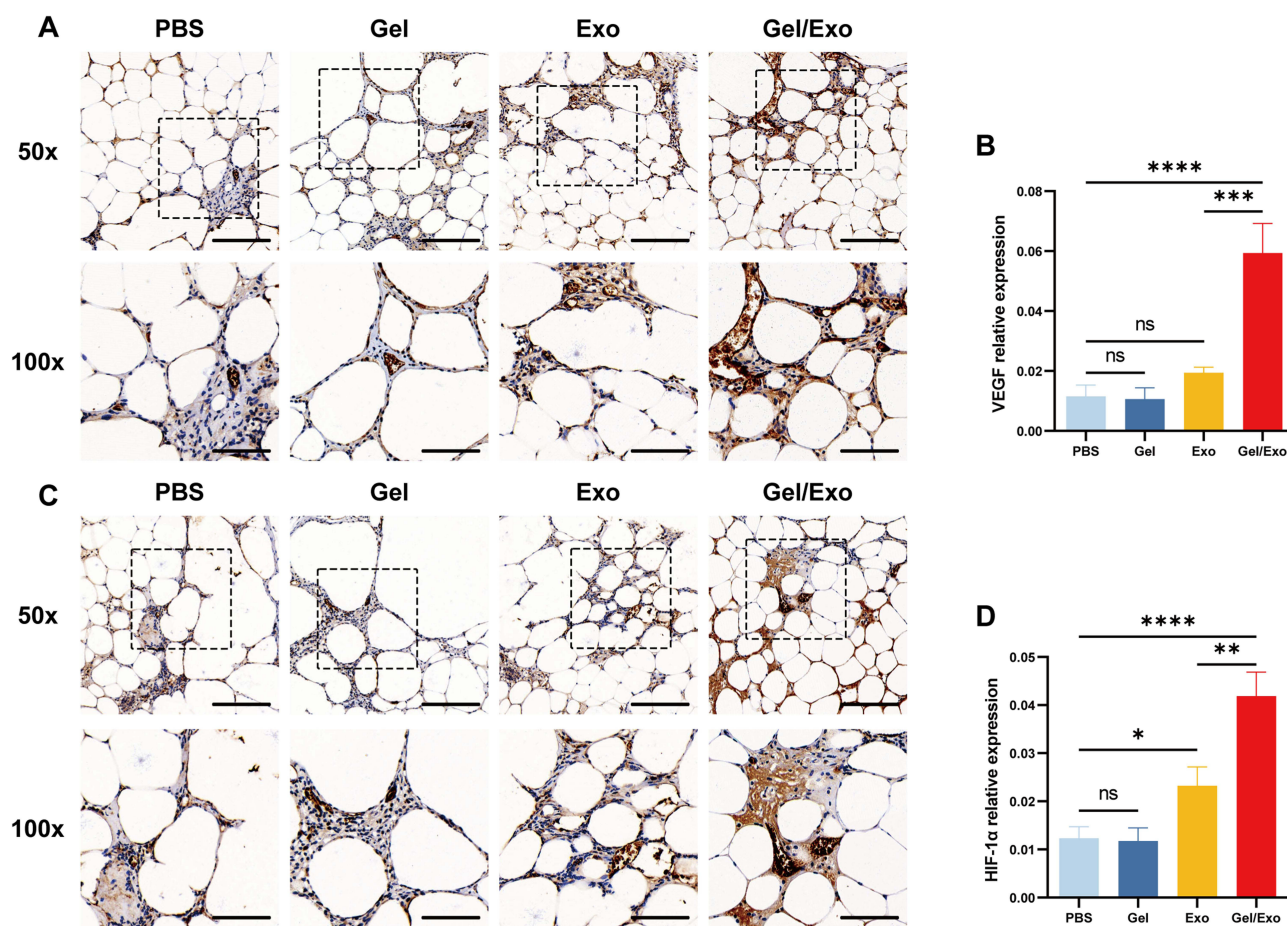 A
PBS
Gel
Exo
Gel/Exo
50x
100x
B
VEGF relative expression
0.08
0.06
0.04
0.02
0.00
****
***
ns
ns
PBS
Gel
Exo
Gel/Exo
C
PBS
Gel
Exo
Gel/Exo
50x
100x
D
HIF-1α relative expression
0.05
0.04
0.03
0.02
0.01
0.00
****
**
*
ns
PBS
Gel
Exo
Gel/Exo